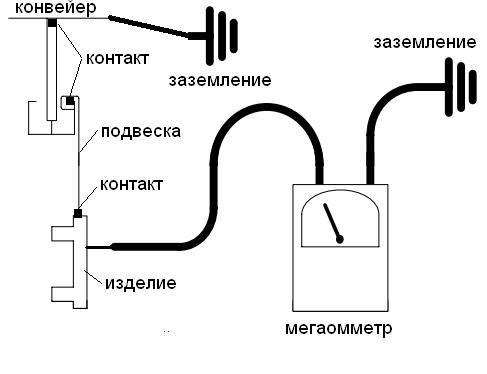 конвейер
заземление
контакт
заземление
подвеска
контакт
изделие
мегаомметр